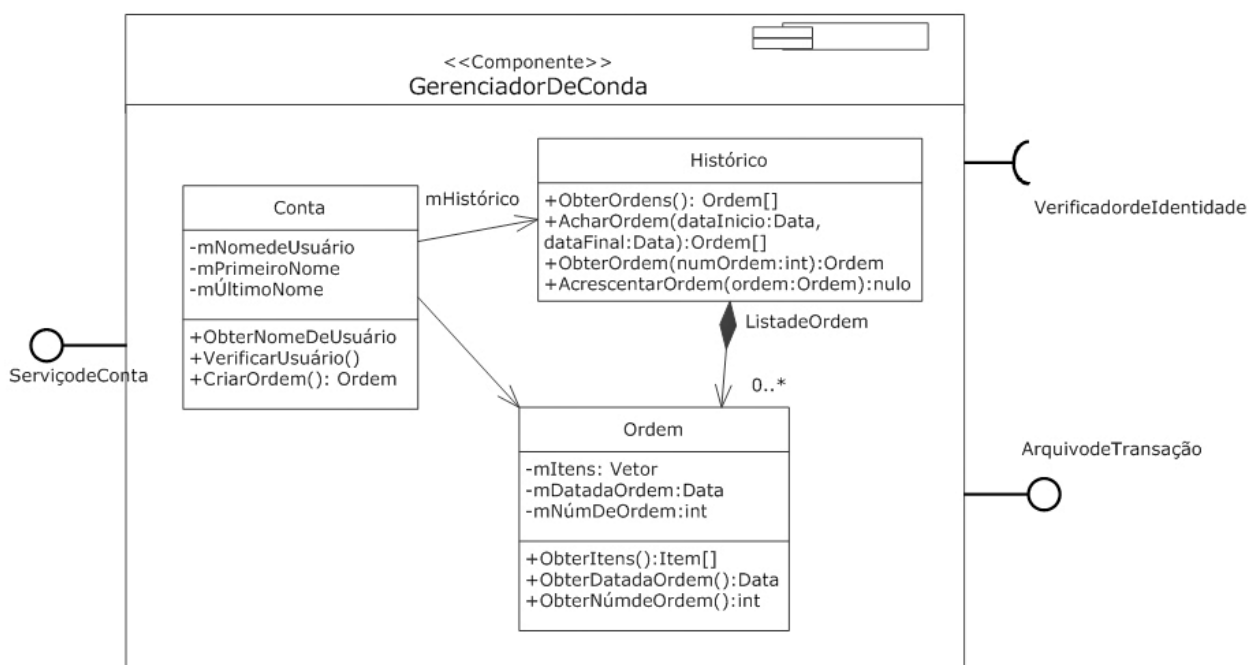 <<Componente>>
GerenciadorDeConda
Histórico
+ObterOrdens(): Ordem[]
+AcharOrdem(dataInicio:Data,
dataFinal:Data):Ordem[]
+ObterOrdem(numOrdem:int):Ordem
+AcrescentarOrdem(ordem:Ordem):nulo
VerificadordeIdentidade
mHistórico
Conta
-mNomedeUsuário
-mPrimeiroNome
-mÚltimoNome
+ObterNomeDeUsuário
+VerificarUsuário()
+CriarOrdem(): Ordem
ServiçodeConta
ListadeOrdem
0..*
Ordem
-mItens: Vetor
-mDatadaOrdem:Data
-mNúmDeOrdem:int
+ObterItens():Item[]
+ObterDatadaOrdem():Data
+ObterNúmdeOrdem():int
ArquivodeTransação